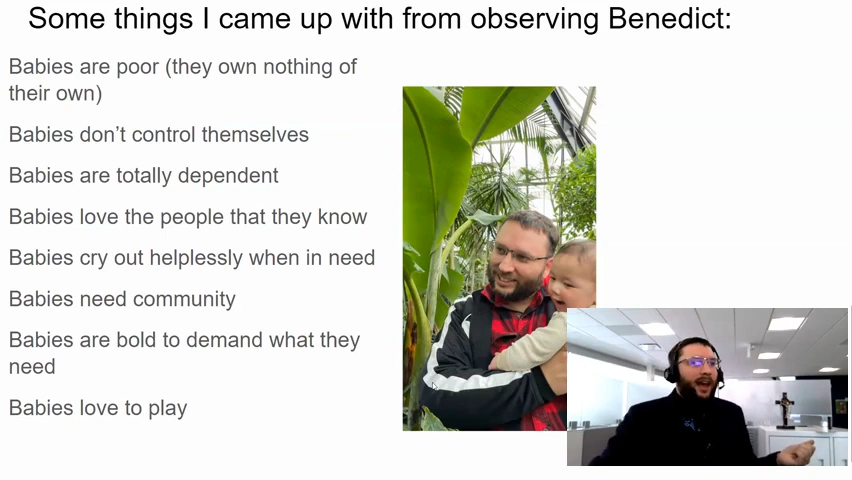 Some things I came up with from observing Benedict:
Babies are poor (they own nothing of
their own)
Babies don't control themselves
Babies are totally dependent
Babies love the people that they know
Babies cry out helplessly when in need
Babies need community
Babies are bold to demand what they
need
Babies love to play